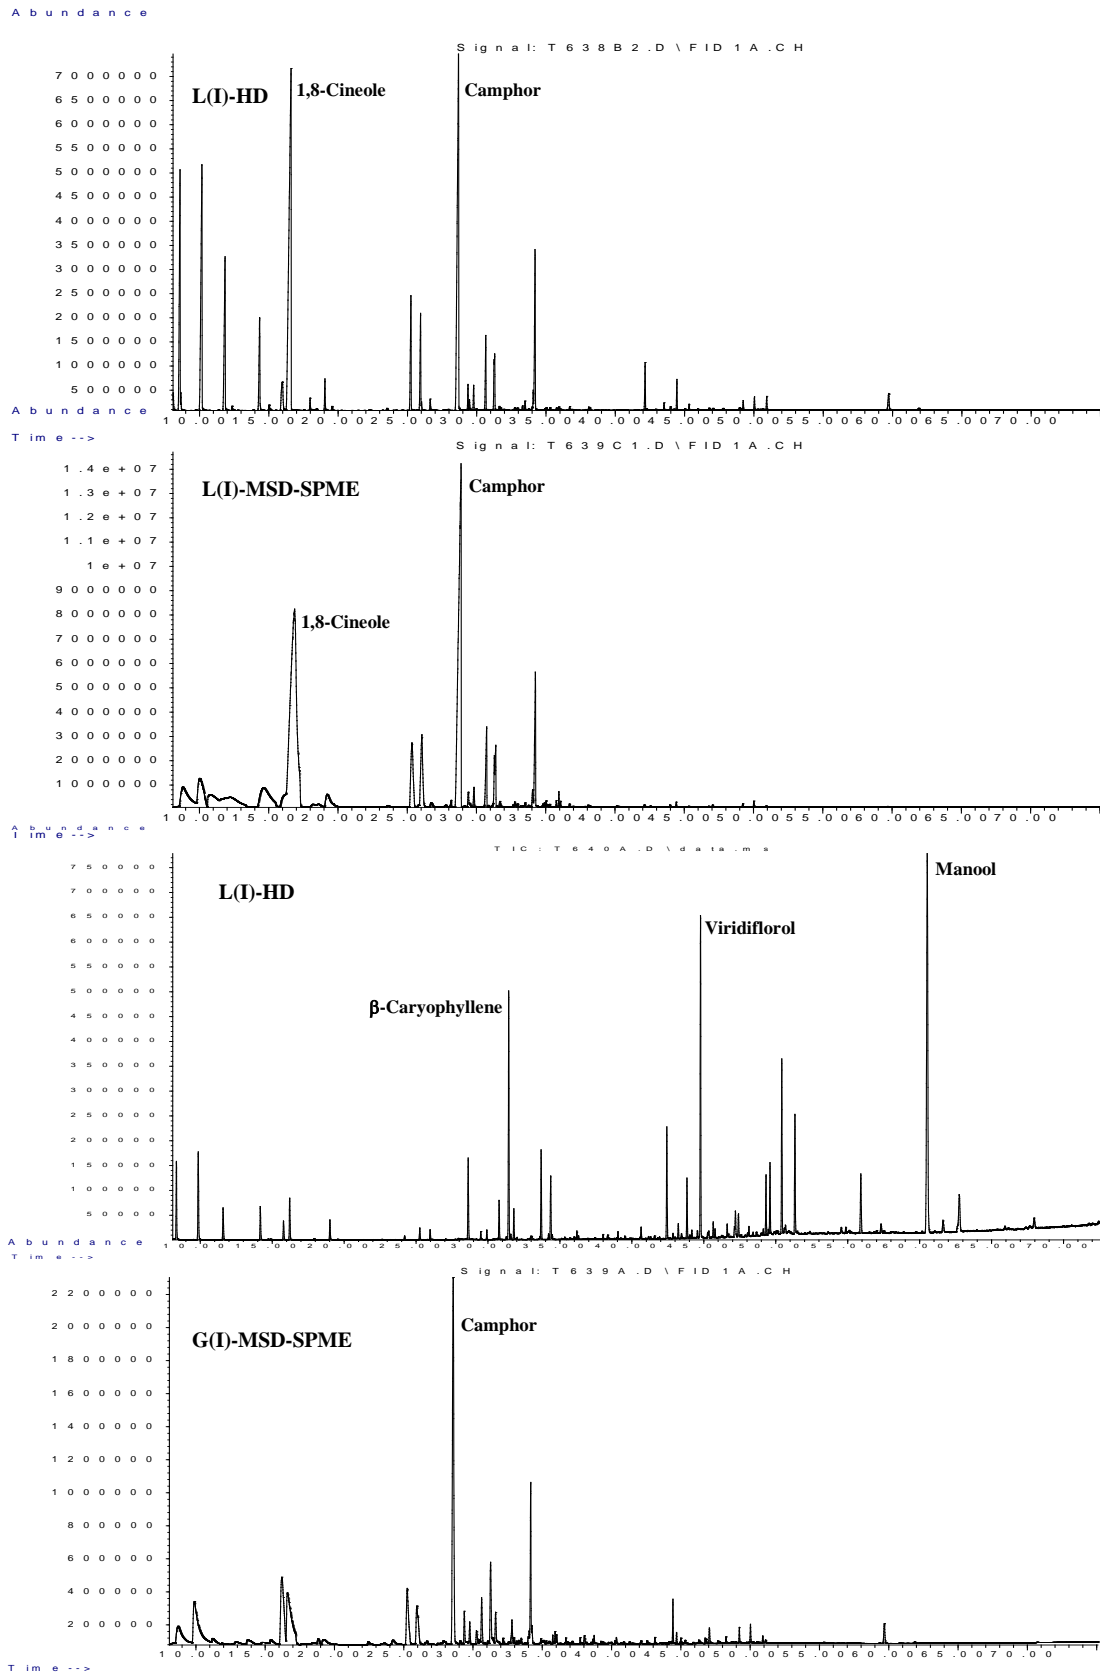 Abundance
Signal: T638B2.D\FID1A.CH
7000000
L(I)-HD
1,8-Cineole
Camphor
6500000
6000000
5500000
5000000
4500000
4000000
3500000
3000000
2500000
2000000
1500000
1000000
500000
Abundance
10.00 15.00 20.00 25.00 30.00 35.00 40.00 45.00 50.00 55.00 60.00 65.00 70.00
Time-->
Signal: T639C1.D\FID1A.CH
1.4e+07
L(I)-MSD-SPME
Camphor
1.3e+07
1.2e+07
1.1e+07
1e+07
9000000
8000000
1,8-Cineole
7000000
6000000
5000000
4000000
3000000
2000000
1000000
10.00 15.00 20.00 25.00 30.00 35.00 40.00 45.00 50.00 55.00 60.00 65.00 70.00
Abundance
Time-->
TIC: T640A.D\data.ms
750000
Manool
L(I)-HD
700000
650000
Viridiflorol
600000
550000
500000
β-Caryophyllene
450000
400000
350000
300000
250000
200000
150000
100000
50000
Abundance
10.00 15.00 20.00 25.00 30.00 35.00 40.00 45.00 50.00 55.00 60.00 65.00 70.00
Time-->
Signal: T639A.D\FID1A.CH
2200000
2000000
Camphor
G(I)-MSD-SPME
1800000
1600000
1400000
1200000
1000000
800000
600000
400000
200000
10.00 15.00 20.00 25.00 30.00 35.00 40.00 45.00 50.00 55.00 60.00 65.00 70.00
Time-->